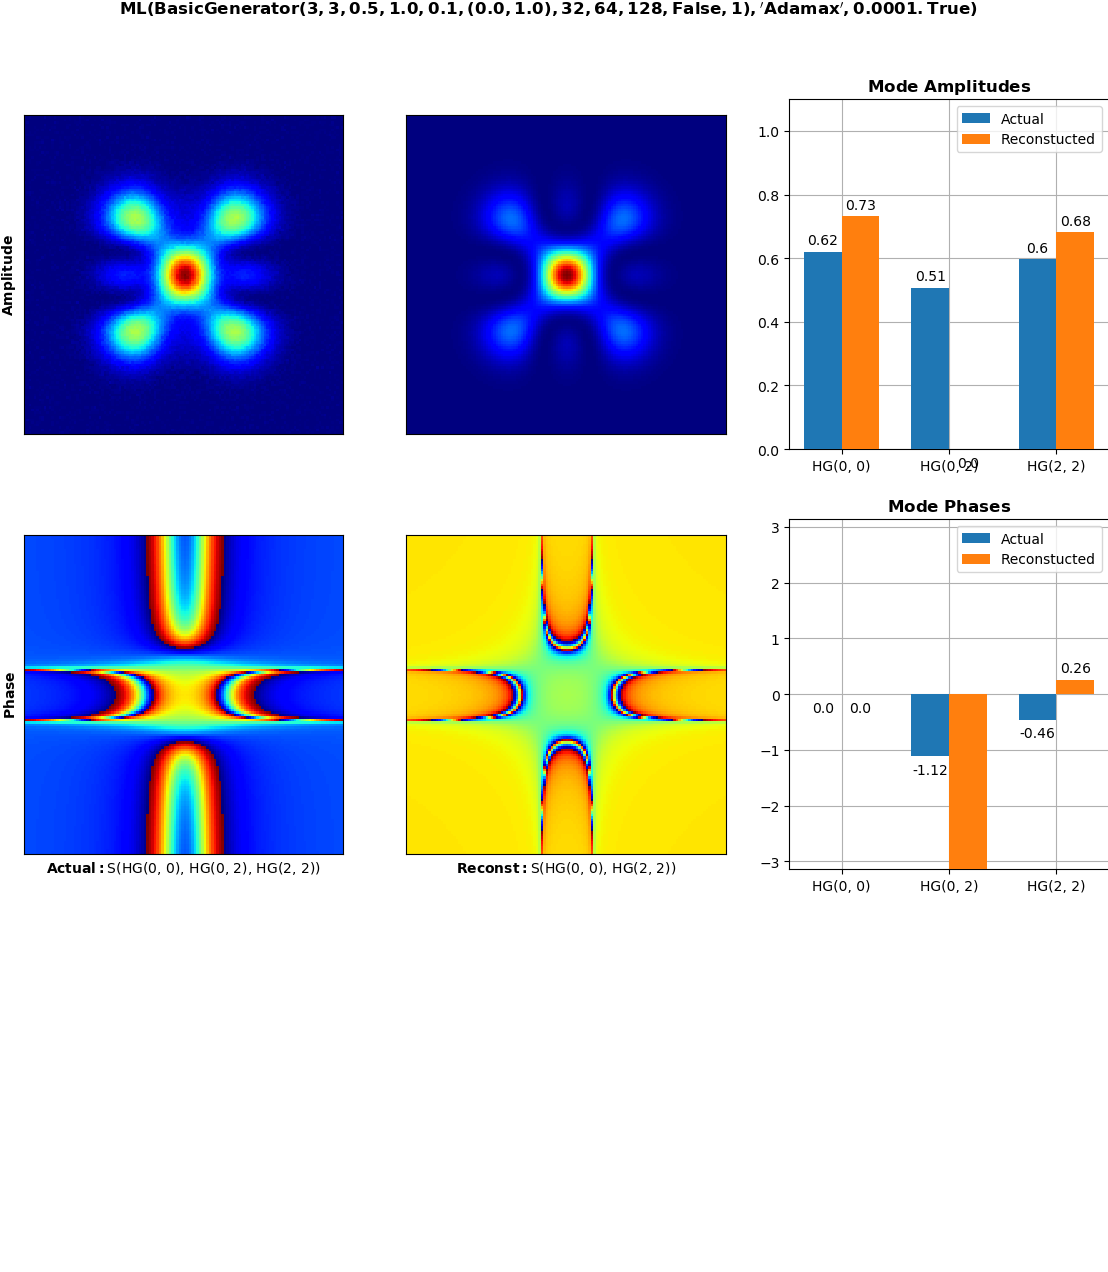 ML(BasicGenerator(3, 3, 0.5, 1.0, 0.1, (0.0, 1.0), 32, 64, 128, False, 1), ′Adamax′, 0.0001. True)
Amplitude
Mode Amplitudes
Actual
Reconstucted
1.0
0.8
0.6
0.4
0.2
0.0
0.62
0.73
0.51
0.0
0.6
0.68
HG(0, 0)
HG(0, 2)
HG(2, 2)
Phase
Actual: S(HG(0, 0), HG(0, 2), HG(2, 2))
Reconst: S(HG(0, 0), HG(2, 2))
Mode Phases
Actual
Reconstucted
3
2
1
0
−1
−2
−3
0.0
0.0
-1.12
-0.46
0.26
HG(0, 0)
HG(0, 2)
HG(2, 2)